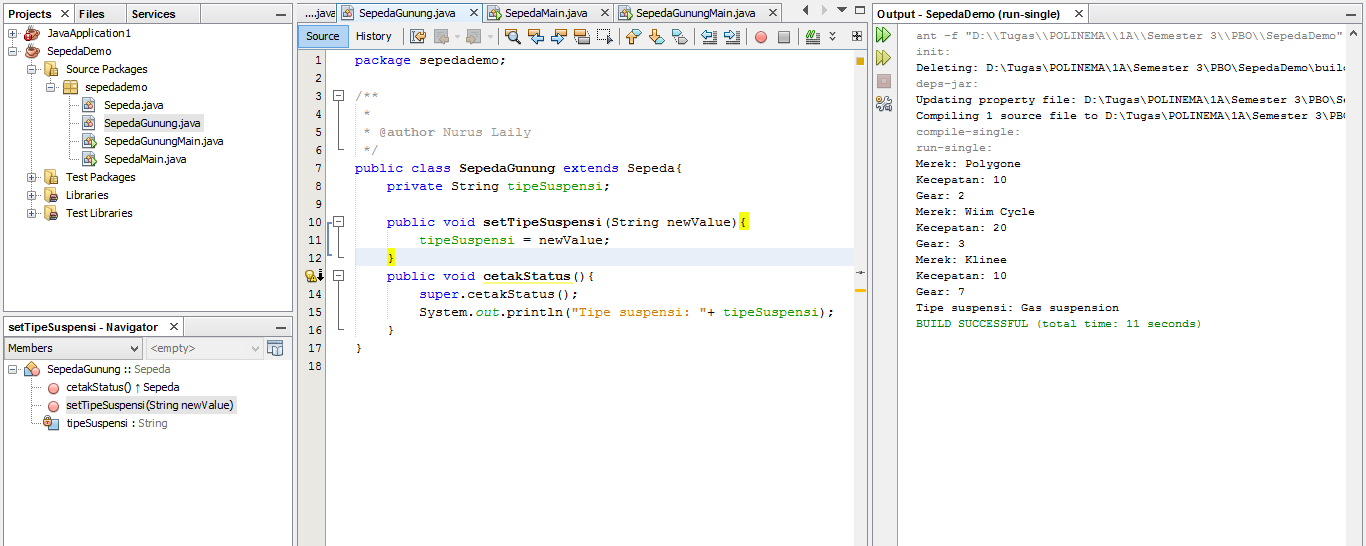 Projects Files Services
JavaApplication1
SepedaDemo
Source Packages
sepedademo
Sepeda.java
SepedaGunung.java
SepedaGunungMain.java
SepedaMain.java
Test Packages
Libraries
Test Libraries
setTipeSuspensi - Navigator
Members <empty>
SepedaGunung :: Sepeda
cetakStatus() ↑ Sepeda
setTipeSuspensi(String newValue)
tipeSuspensi : String
...java SepedaGunung.java SepedaMain.java SepedaGunungMain.java
Source History
1 package sepedademo;
2
3 /**
4 *
5 * @author Nurus Laily
6 */
7 public class SepedaGunung extends Sepeda{
8 private String tipeSuspensi;
9
10 public void setTipeSuspensi(String newValue){
11 tipeSuspensi = newValue;
12 }
public void cetakStatus(){
14 super.cetakStatus();
15 System.out.println("Tipe suspensi: "+ tipeSuspensi);
16 }
17 }
18
Output - SepedaDemo (run-single)
ant -f "D:\\Tugas\\POLINEMA\\1A\\Semester 3\\PBO\\SepedaDemo"
init:
Deleting: D:\Tugas\POLINEMA\1A\Semester 3\PBO\SepedaDemo\buil
deps-jar:
Updating property file: D:\Tugas\POLINEMA\1A\Semester 3\PBO\Se
Compiling 1 source file to D:\Tugas\POLINEMA\1A\Semester 3\PBO
compile-single:
run-single:
Merek: Polygone
Kecepatan: 10
Gear: 2
Merek: Wiim Cycle
Kecepatan: 20
Gear: 3
Merek: Klinee
Kecepatan: 10
Gear: 7
Tipe suspensi: Gas suspension
BUILD SUCCESSFUL (total time: 11 seconds)